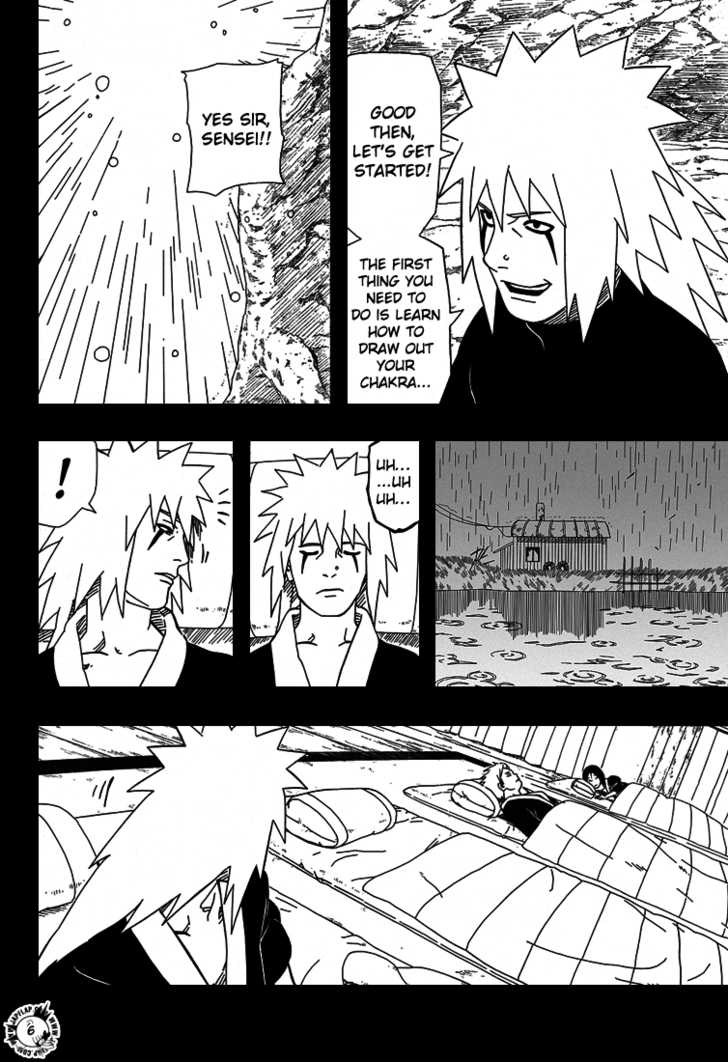 GOOD
THEN,
LET'S GET
STARTED!
THE FIRST
THING YOU
NEED TO
DO IS LEARN
HOW TO
DRAW OUT
YOUR
CHAKRA...
YES SIR,
SENSEI!!
UH...
...UH
UH...
!
6